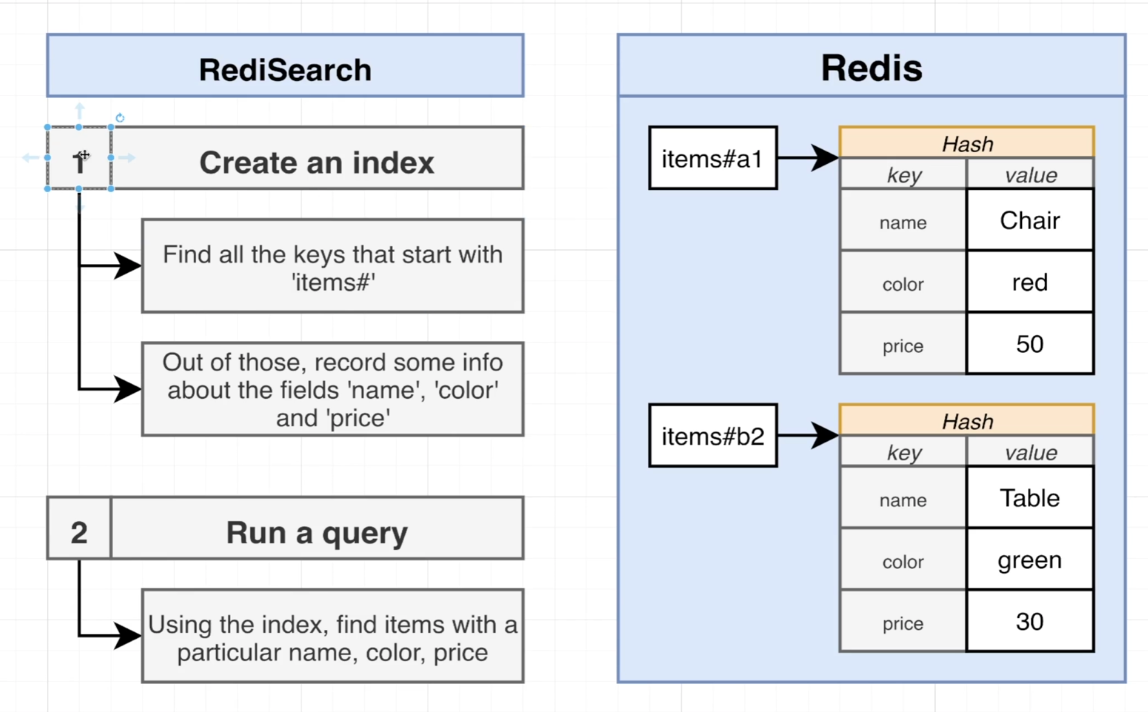 RediSearch
1
Create an index
Find all the keys that start with
'items#'
Out of those, record some info
about the fields 'name', 'color'
and 'price'
2
Run a query
Using the index, find items with a
particular name, color, price
Redis
items#a1
Hash
key value
name Chair
color red
price 50
items#b2
Hash
key value
name Table
color green
price 30